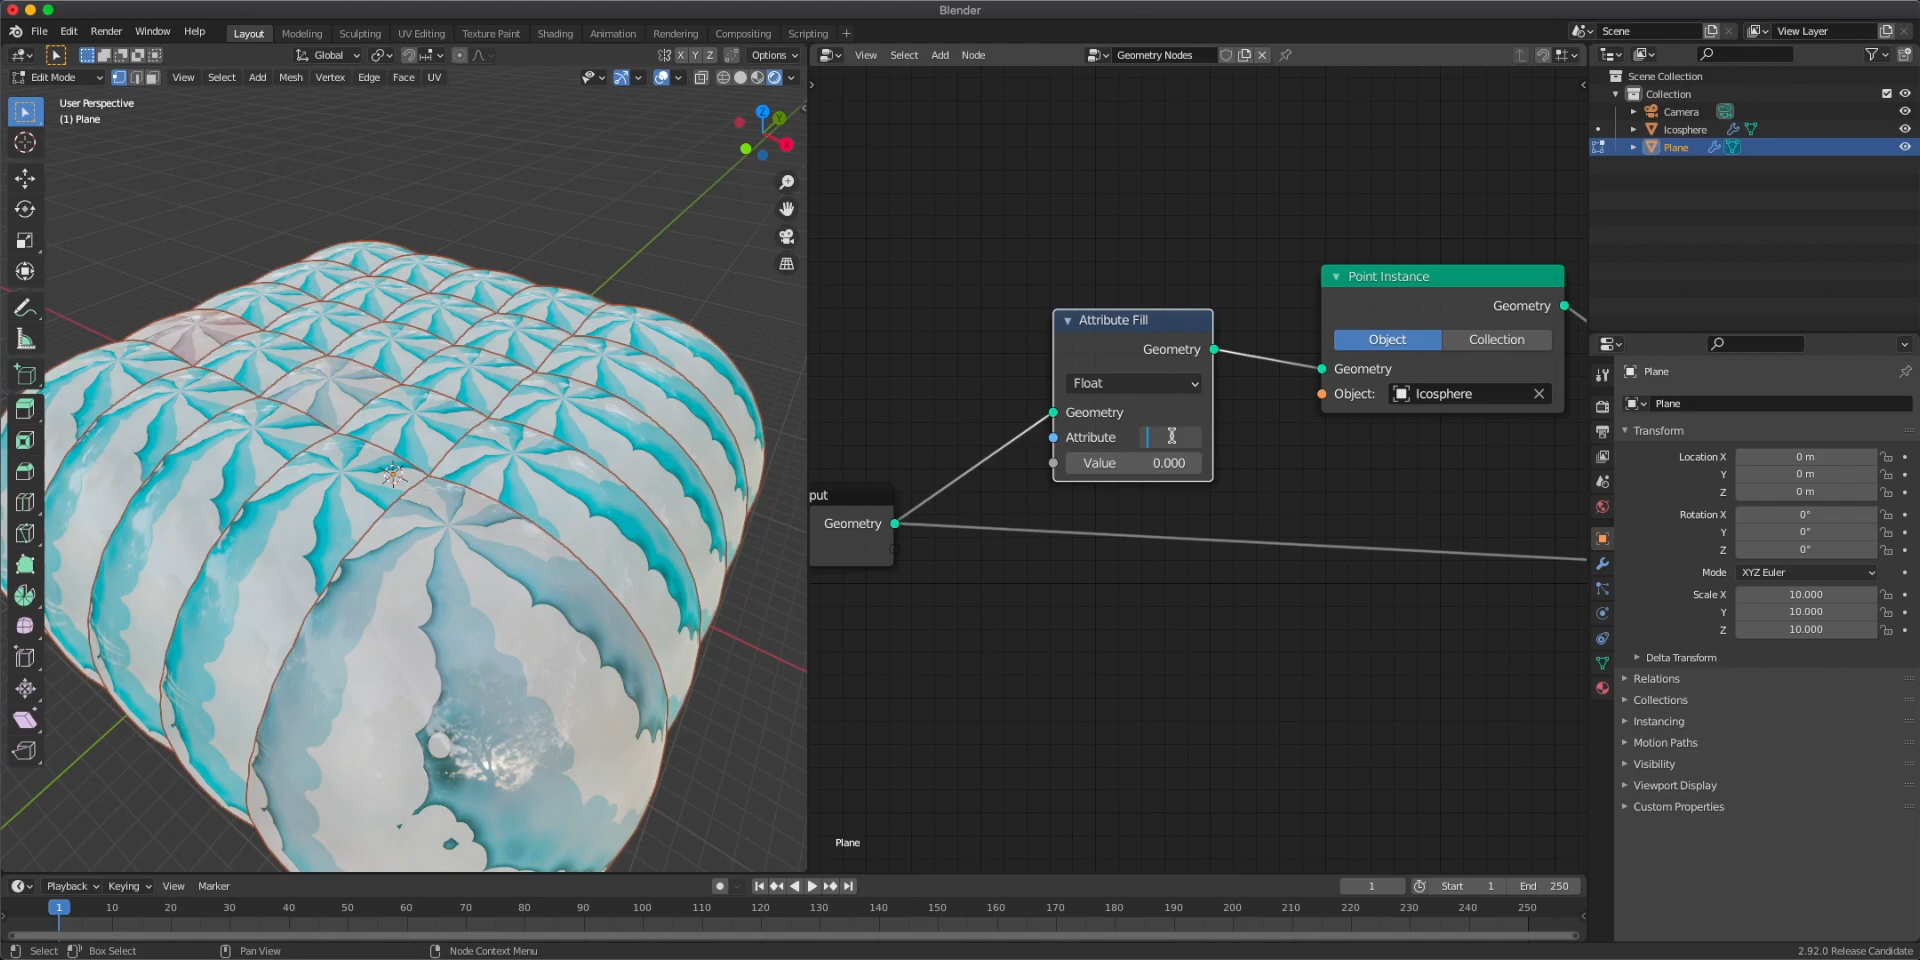 Blender
File Edit Render Window Help
Layout Modeling Sculpting UV Editing Texture Paint Shading Animation Rendering Compositing Scripting +
Scene
View Layer
Global
X Y Z
Options
View Select Add Node
Geometry Nodes
Edit Mode
View Select Add Mesh Vertex Edge Face UV
User Perspective
(1) Plane
Z
Y
X
Scene Collection
Collection
Camera
Icosphere
Plane
Point Instance
Geometry
Object Collection
Geometry
Object: Icosphere
Attribute Fill
Geometry
Float
Geometry
Attribute
Value 0.000
put
Geometry
Plane
Plane
Plane
Transform
Location X 0 m
Y 0 m
Z 0 m
Rotation X 0°
Y 0°
Z 0°
Mode XYZ Euler
Scale X 10.000
Y 10.000
Z 10.000
Delta Transform
Relations
Collections
Instancing
Motion Paths
Visibility
Viewport Display
Custom Properties
Playback Keying View Marker
1
Start 1 End 250
1 10 20 30 40 50 60 70 80 90 100 110 120 130 140 150 160 170 180 190 200 210 220 230 240 250
Select Box Select Pan View Node Context Menu
2.92.0 Release Candidate